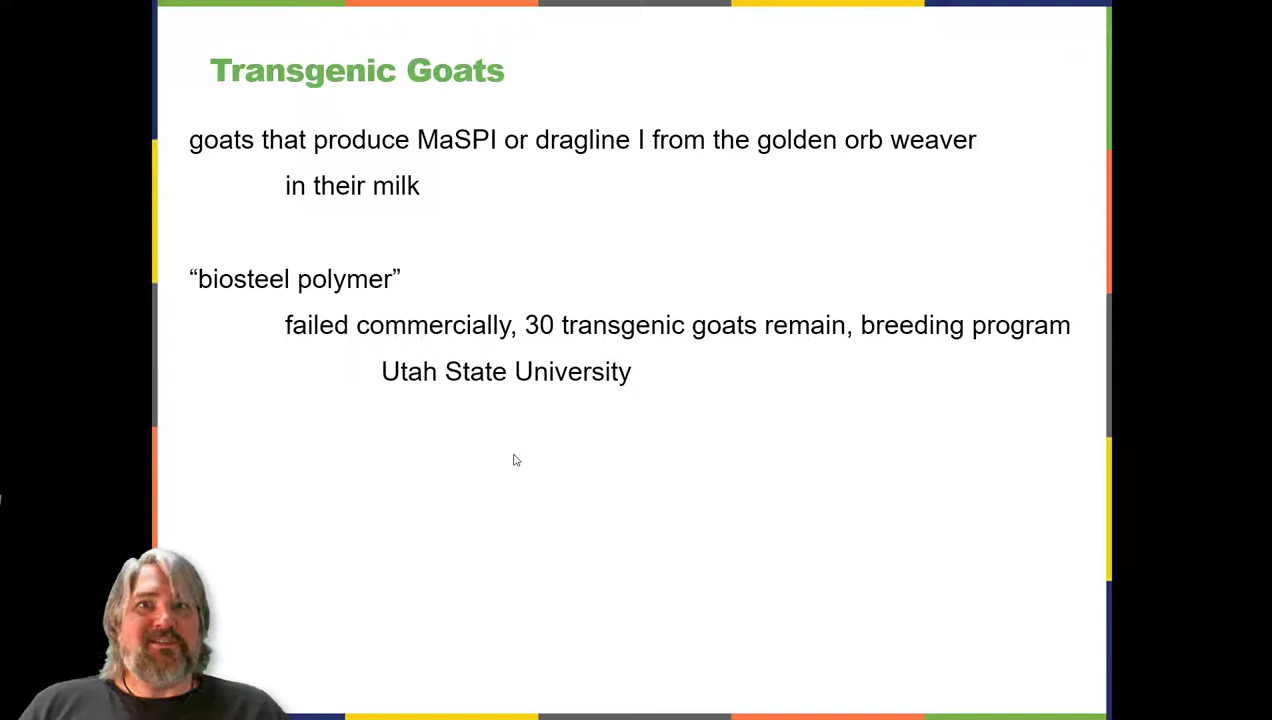 Transgenic Goats
goats that produce MaSPI or dragline I from the golden orb weaver
in their milk
“biosteel polymer”
failed commercially, 30 transgenic goats remain, breeding program
Utah State University